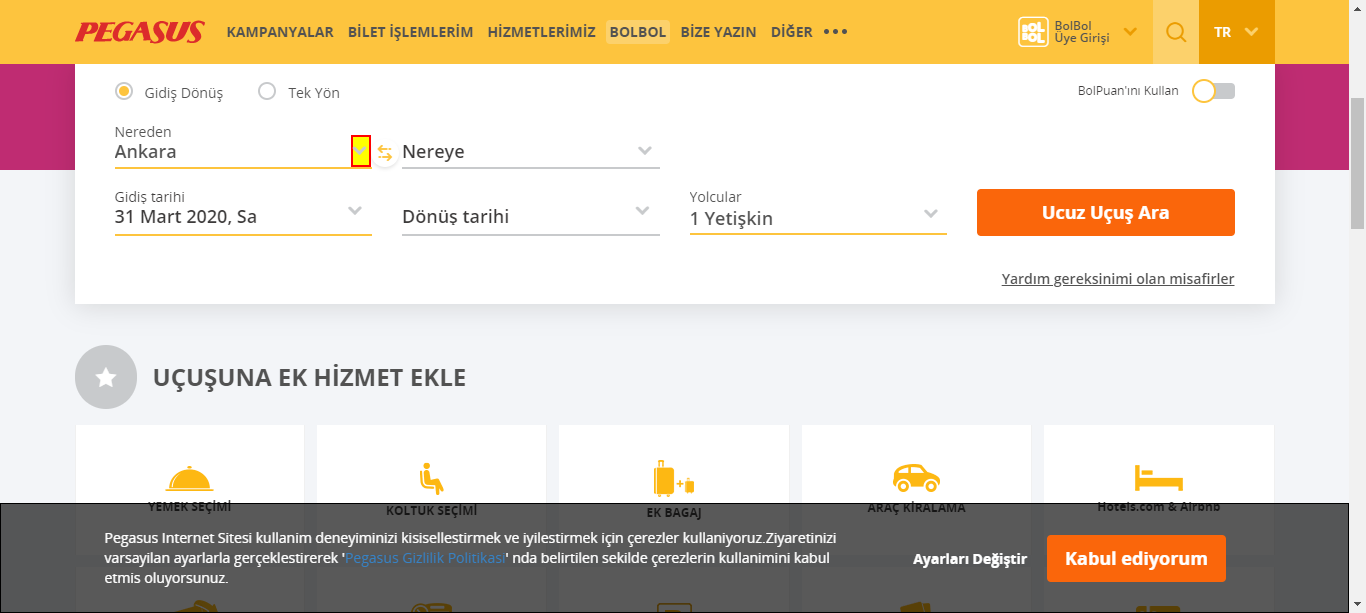 PEGASUS
KAMPANYALAR BİLET İŞLEMLERİM HİZMETLERİMİZ BOLBOL BİZE YAZIN DİĞER
BOL BOL
BolBol Üye Girişi
TR
Gidiş Dönüş
Tek Yön
BolPuan'ını Kullan
Nereden
Ankara
Nereye
Gidiş tarihi
31 Mart 2020, Sa
Dönüş tarihi
Yolcular
1 Yetişkin
Ucuz Uçuş Ara
Yardım gereksinimi olan misafirler
UÇUŞUNA EK HİZMET EKLE
YEMEK SEÇİMİ
KOLTUK SEÇİMİ
EK BAGAJ
ARAÇ KİRALAMA
Hotels.com & Airbnb
Pegasus Internet Sitesi kullanim deneyiminizi kisisellestirmek ve iyilestirmek için çerezler kullaniyoruz.Ziyaretinizi
varsayilan ayarlarla gerçeklestirerek 'Pegasus Gizlilik Politikasi' nda belirtilen sekilde çerezlerin kullanimini kabul
etmis oluyorsunuz.
Ayarları Değiştir
Kabul ediyorum